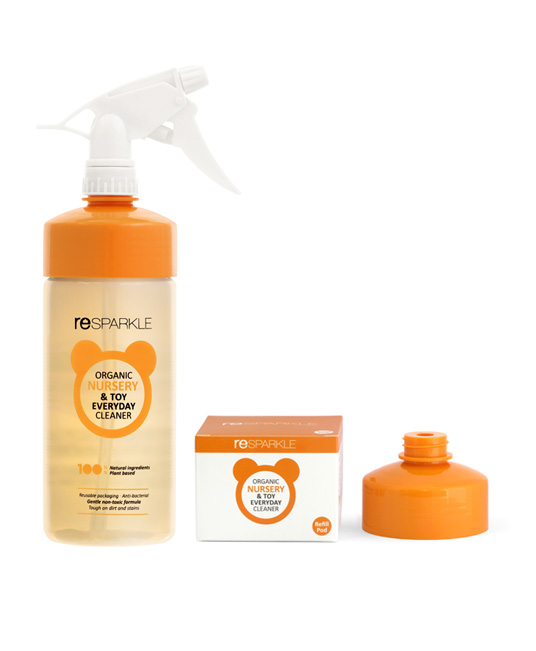 reSPARKLE
ORGANIC
NURSERY
& TOY
EVERYDAY
CLEANER
100% Natural ingredients
Plant based
Reusable packaging · Anti-bacterial
Gentle non-toxic formula
Tough on dirt and stains
reSPARKLE
reSPARKLE
ORGANIC
NURSERY
& TOY
EVERYDAY
CLEANER
Refill
Pod